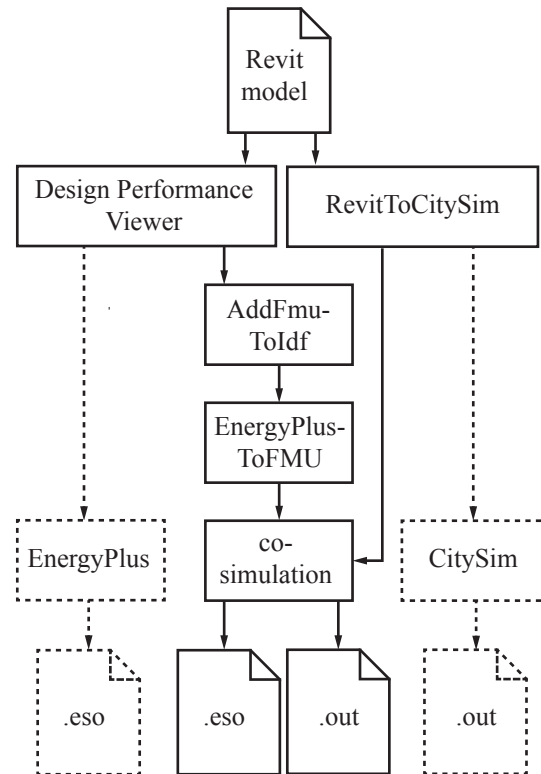 Revit
model
Design Performance
Viewer
RevitToCitySim
AddFmu-
ToIdf
EnergyPlus-
ToFMU
EnergyPlus
co-
simulation
CitySim
.eso
.eso
.out
.out